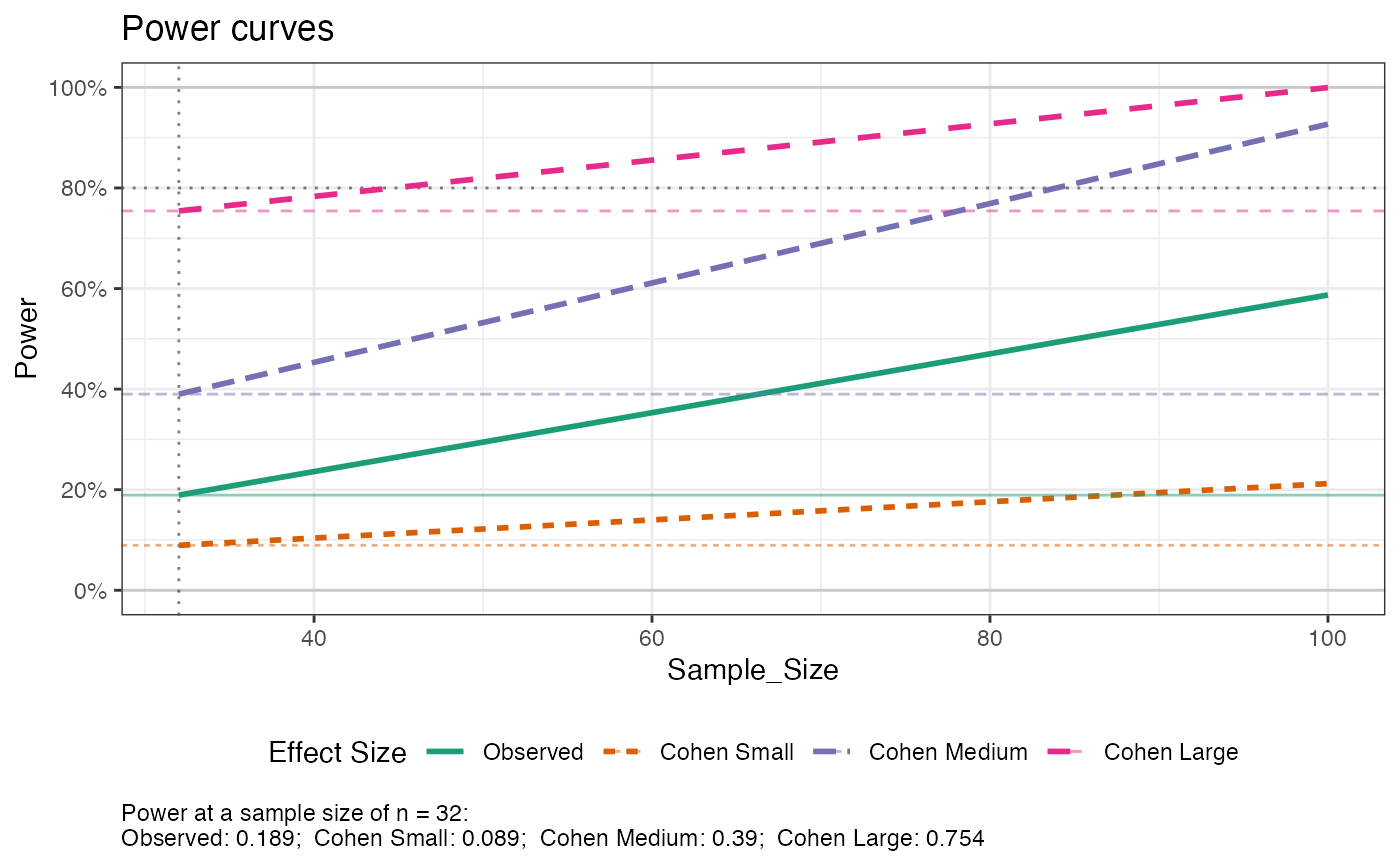 Power curves
100%
80%
60%
40%
20%
0%
Power
40 60 80 100
Sample_Size
Effect Size Observed Cohen Small Cohen Medium Cohen Large
Power at a sample size of n = 32:
Observed: 0.189;  Cohen Small: 0.089;  Cohen Medium: 0.39;  Cohen Large: 0.754